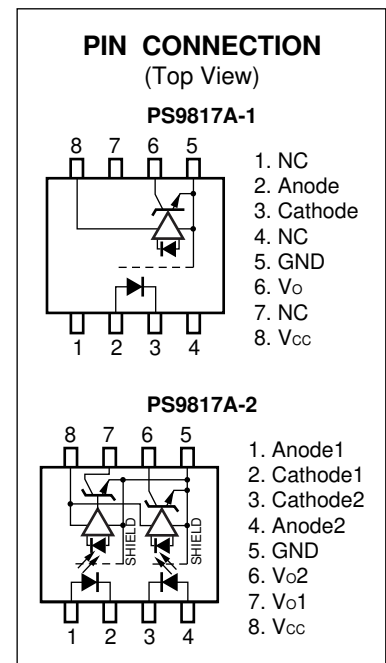 PIN CONNECTION
(Top View)
PS9817A-1
8 7 6 5
1 2 3 4
1. NC
2. Anode
3. Cathode
4. NC
5. GND
6. VO
7. NC
8. VCC
PS9817A-2
8 7 6 5
SHIELD SHIELD
1 2 3 4
1. Anode1
2. Cathode1
3. Cathode2
4. Anode2
5. GND
6. VO2
7. VO1
8. VCC